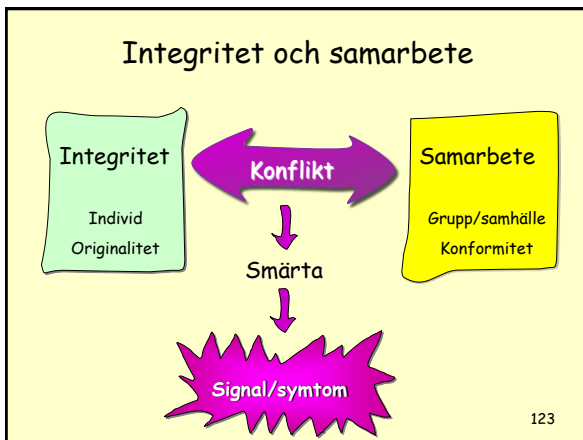 Integritet och samarbete
Integritet
Individ
Originalitet
Konflikt
Samarbete
Grupp/samhälle
Konformitet
Smärta
Signal/symtom
123